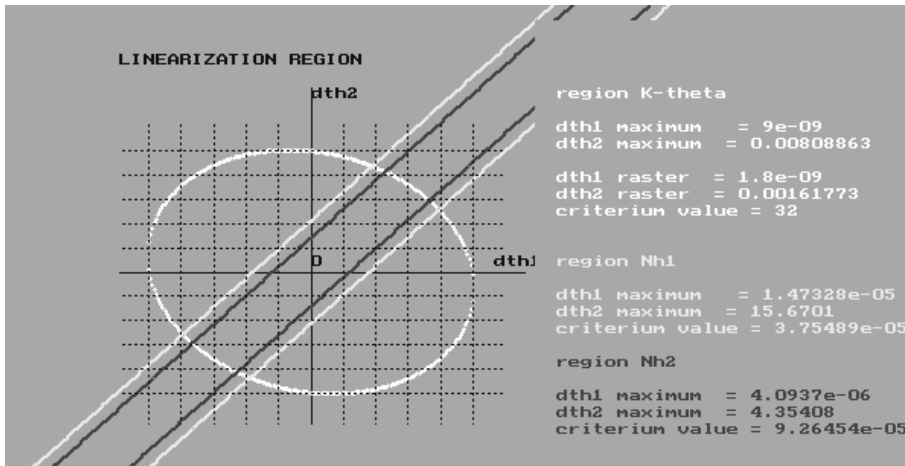 LINEARIZATION REGION
dth2
0
dth1
region K-theta
dth1 maximum = 9e-09
dth2 maximum = 0.00808863
dth1 raster = 1.8e-09
dth2 raster = 0.00161773
criterium value = 32
region Nh1
dth1 maximum = 1.47328e-05
dth2 maximum = 15.6701
criterium value = 3.75489e-05
region Nh2
dth1 maximum = 4.0937e-06
dth2 maximum = 4.35408
criterium value = 9.26454e-05